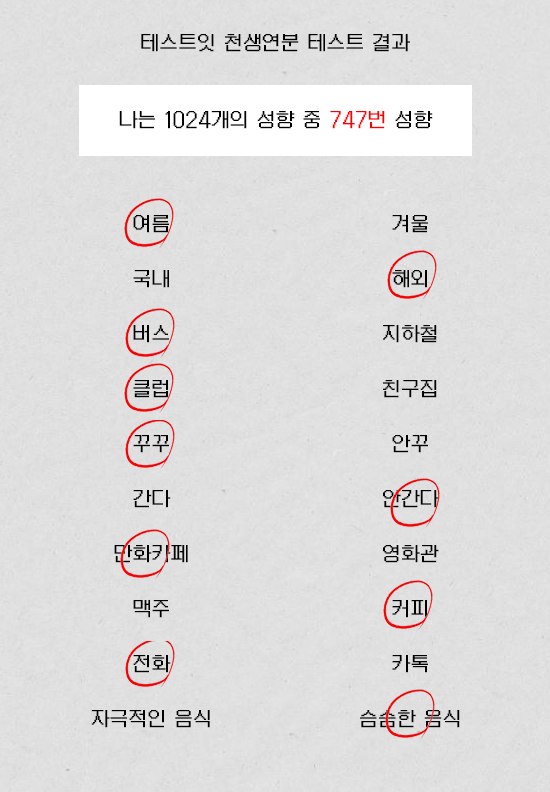 테스트잇 천생연분 테스트 결과
나는 1024개의 성향 중 747번 성향
여름 겨울
국내 해외
버스 지하철
클럽 친구집
꾸꾸 안꾸
간다 안간다
만화카페 영화관
맥주 커피
전화 카톡
자극적인 음식 슴슴한 음식